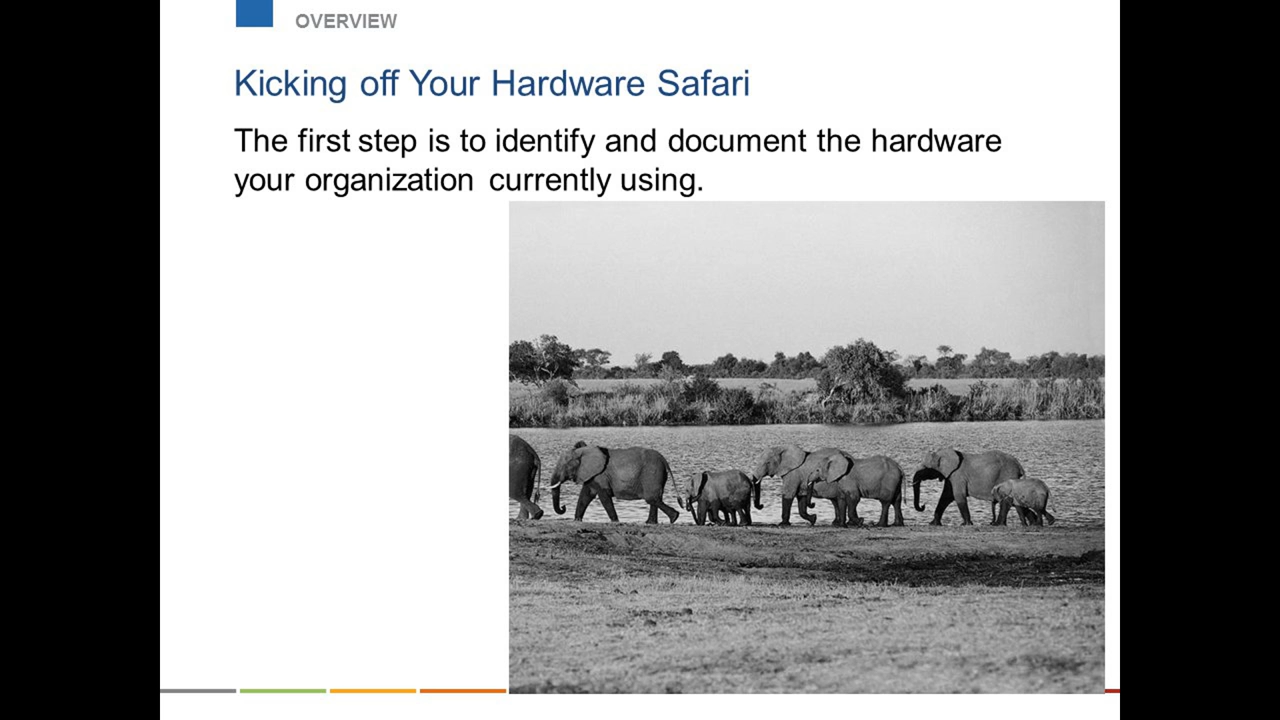 OVERVIEW
Kicking off Your Hardware Safari
The first step is to identify and document the hardware
your organization currently using.